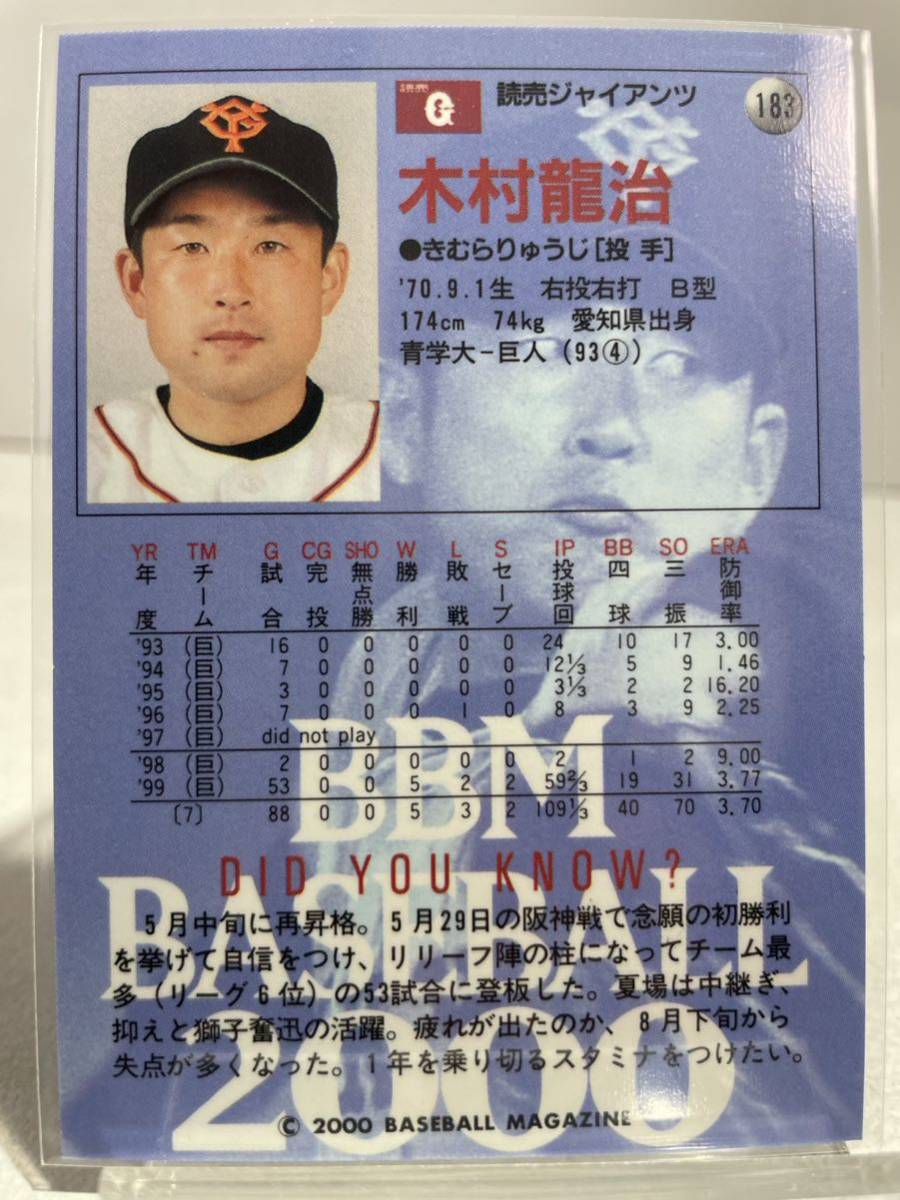 読売ジャイアンツ
183
木村龍治
●きむらりゅうじ[投 手]
'70.9.1生 右投右打 B型
174cm 74kg 愛知県出身
青学大-巨人（93④）
YR TM G CG SHO W L S IP BB SO ERA
年度 チーム 試合 完投 無点勝 勝利 敗戦 セーブ 投球回 四球 三振 防御率
'93 (巨) 16 0 0 0 0 0 24 10 17 3.00
'94 (巨) 7 0 0 0 0 0 12⅓ 5 9 1.46
'95 (巨) 3 0 0 0 0 0 3⅓ 2 2 16.20
'96 (巨) 7 0 0 0 1 0 8 3 9 2.25
'97 (巨) did not play
'98 (巨) 2 0 0 0 0 0 2 1 2 9.00
'99 (巨) 53 0 0 5 2 2 59⅔ 19 31 3.77
〔7〕 88 0 0 5 3 2 109⅓ 40 70 3.70
BBM
BASEBALL
2000
DID YOU KNOW?
5月中旬に再昇格。5月29日の阪神戦で念願の初勝利
を挙げて自信をつけ、リリーフ陣の柱になってチーム最
多（リーグ6位）の53試合に登板した。夏場は中継ぎ、
抑えと獅子奮迅の活躍。疲れが出たのか、8月下旬から
失点が多くなった。1年を乗り切るスタミナをつけたい。
© 2000 BASEBALL MAGAZINE